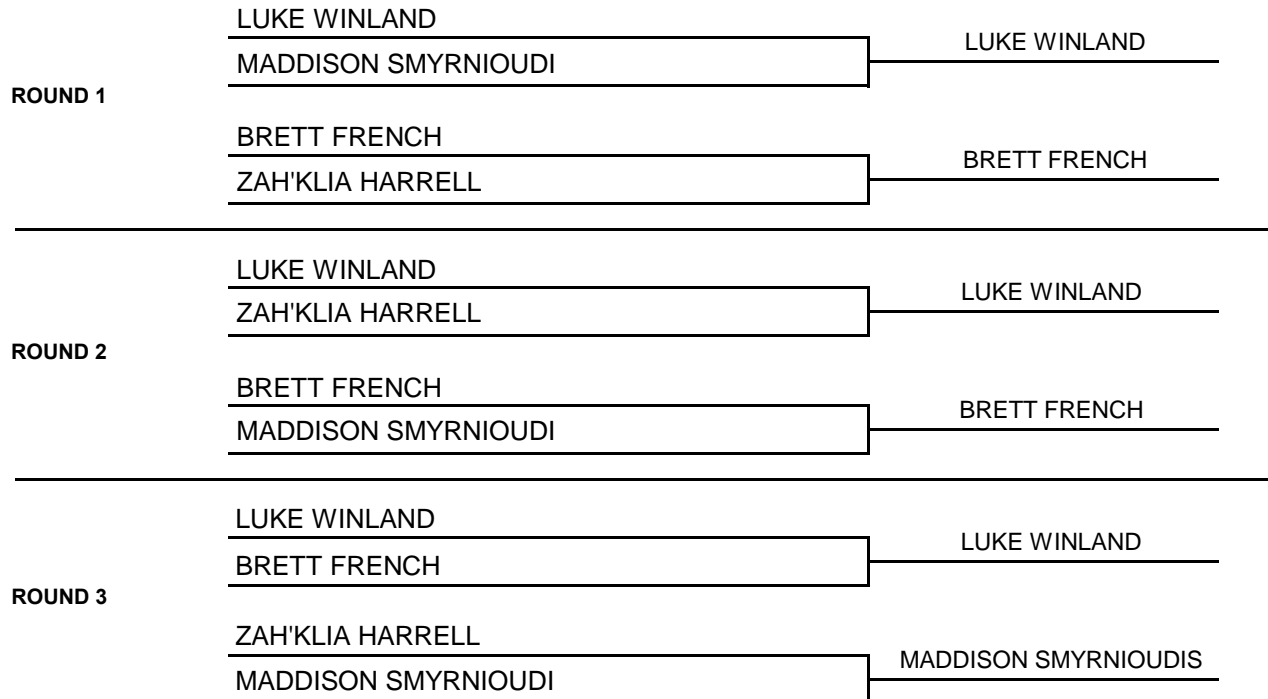 LUKE WINLAND
LUKE WINLAND
MADDISON SMYRNIOUDI
ROUND 1
BRETT FRENCH
BRETT FRENCH
ZAH'KLIA HARRELL
LUKE WINLAND
LUKE WINLAND
ZAH'KLIA HARRELL
ROUND 2
BRETT FRENCH
BRETT FRENCH
MADDISON SMYRNIOUDI
LUKE WINLAND
LUKE WINLAND
BRETT FRENCH
ROUND 3
ZAH'KLIA HARRELL
MADDISON SMYRNIOUDIS
MADDISON SMYRNIOUDI